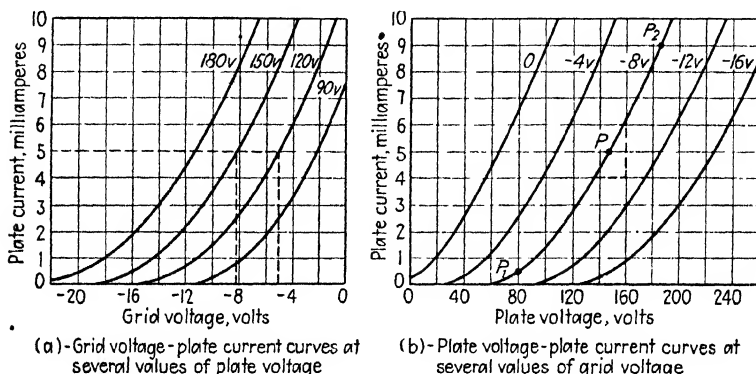 10
9
8
7
6
5
4
3
2
1
0
Plate current, milliamperes
180v 150v 120v
90v
-20 -16 -12 -8 -4 0
Grid voltage, volts
(a)-Grid voltage-plate current curves at
several values of plate voltage
10
9
8
7
6
5
4
3
2
1
0
Plate current, milliamperes
P2
0 -4v -8v -12v -16v
P
P1
0 40 80 120 160 200 240
Plate voltage, volts
(b)-Plate voltage-plate current curves at
several values of grid voltage